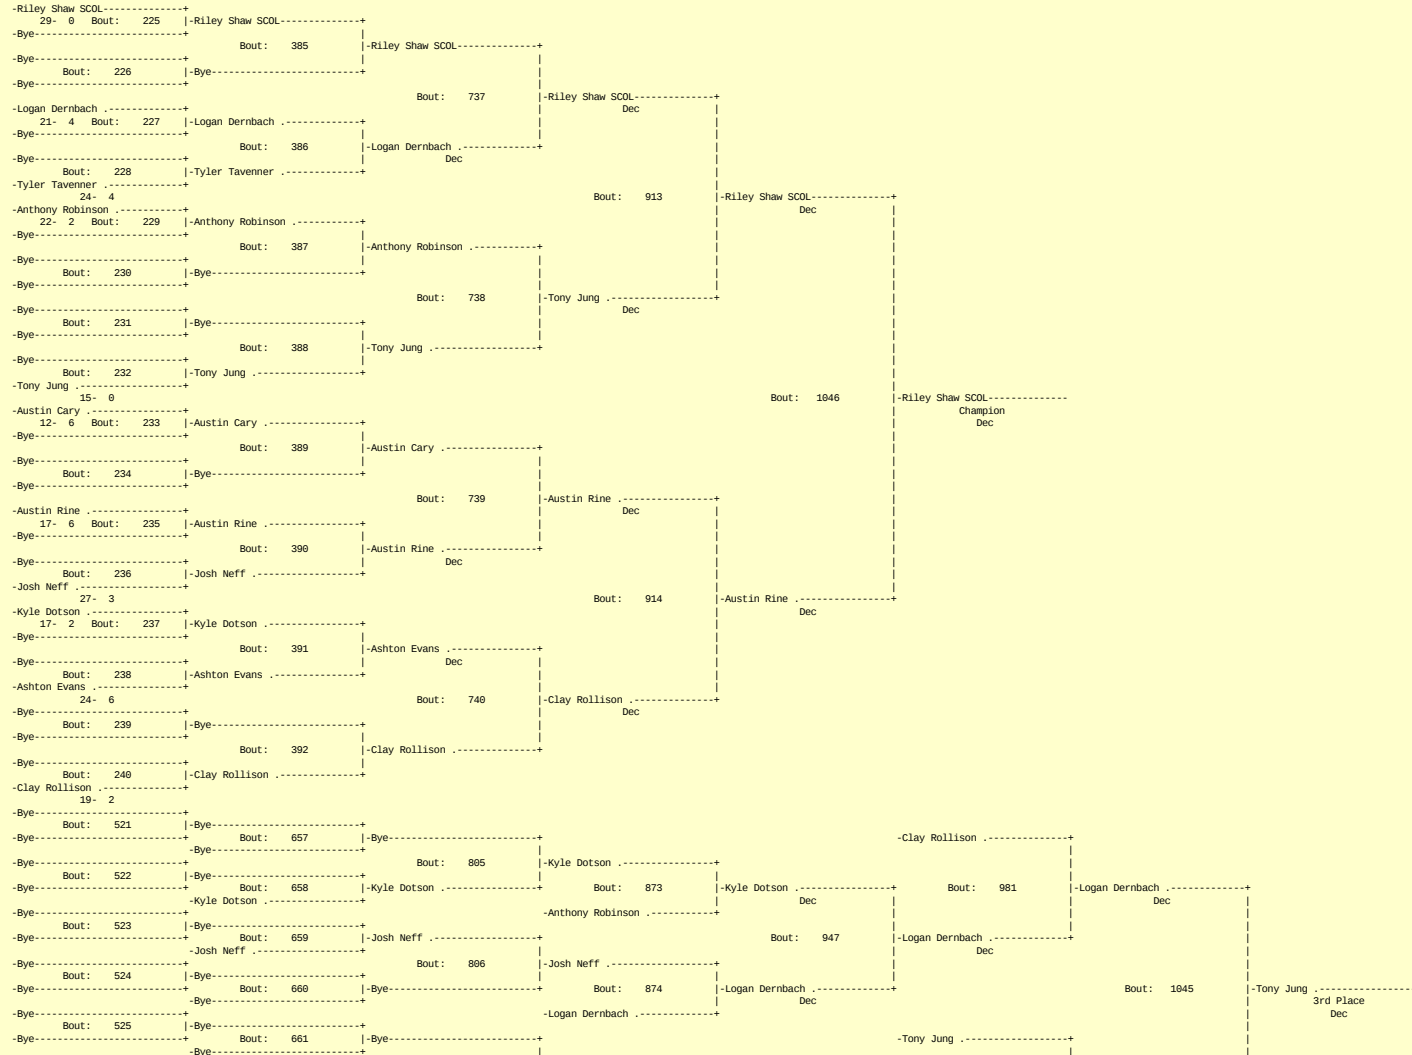 -Riley Shaw SCOL--------------+
29-  0   Bout:    225     |-Riley Shaw SCOL--------------+
-Bye--------------------------+                              |
Bout:    385     |-Riley Shaw SCOL--------------+
-Bye--------------------------+                              |                              |
Bout:    226     |-Bye--------------------------+                              |
-Bye--------------------------+                                                             |
Bout:    737     |-Riley Shaw SCOL--------------+
-Logan Dernbach .-------------+                                                             |             Dec              |
21-  4   Bout:    227     |-Logan Dernbach .-------------+                              |                              |
-Bye--------------------------+                              |                              |                              |
Bout:    386     |-Logan Dernbach .-------------+                              |
-Bye--------------------------+                              |             Dec                                             |
Bout:    228     |-Tyler Tavenner .-------------+                                                             |
-Tyler Tavenner .-------------+                                                                                            |
24-  4                                                                                     Bout:    913     |-Riley Shaw SCOL--------------+
-Anthony Robinson .-----------+                                                                                            |             Dec              |
22-  2   Bout:    229     |-Anthony Robinson .-----------+                                                             |                              |
-Bye--------------------------+                              |                                                             |                              |
Bout:    387     |-Anthony Robinson .-----------+                              |                              |
-Bye--------------------------+                              |                              |                              |                              |
Bout:    230     |-Bye--------------------------+                              |                              |                              |
-Bye--------------------------+                                                             |                              |                              |
Bout:    738     |-Tony Jung .------------------+                              |
-Bye--------------------------+                                                             |             Dec                                             |
Bout:    231     |-Bye--------------------------+                              |                                                             |
-Bye--------------------------+                              |                              |                                                             |
Bout:    388     |-Tony Jung .------------------+                                                             |
-Bye--------------------------+                              |                                                                                            |
Bout:    232     |-Tony Jung .------------------+                                                                                            |
-Tony Jung .------------------+                                                                                                                           |
15-  0                                                                                                                    Bout:   1046     |-Riley Shaw SCOL--------------
-Austin Cary .----------------+                                                                                                                           |          Champion
12-  6   Bout:    233     |-Austin Cary .----------------+                                                                                            |             Dec
-Bye--------------------------+                              |                                                                                            |
Bout:    389     |-Austin Cary .----------------+                                                             |
-Bye--------------------------+                              |                              |                                                             |
Bout:    234     |-Bye--------------------------+                              |                                                             |
-Bye--------------------------+                                                             |                                                             |
Bout:    739     |-Austin Rine .----------------+                              |
-Austin Rine .----------------+                                                             |             Dec              |                              |
17-  6   Bout:    235     |-Austin Rine .----------------+                              |                              |                              |
-Bye--------------------------+                              |                              |                              |                              |
Bout:    390     |-Austin Rine .----------------+                              |                              |
-Bye--------------------------+                              |             Dec                                             |                              |
Bout:    236     |-Josh Neff .------------------+                                                             |                              |
-Josh Neff .------------------+                                                                                            |                              |
27-  3                                                                                     Bout:    914     |-Austin Rine .----------------+
-Kyle Dotson .----------------+                                                                                            |             Dec
17-  2   Bout:    237     |-Kyle Dotson .----------------+                                                             |
-Bye--------------------------+                              |                                                             |
Bout:    391     |-Ashton Evans .---------------+                              |
-Bye--------------------------+                              |             Dec              |                              |
Bout:    238     |-Ashton Evans .---------------+                              |                              |
-Ashton Evans .---------------+                                                             |                              |
24-  6                                                      Bout:    740     |-Clay Rollison .--------------+
-Bye--------------------------+                                                             |             Dec
Bout:    239     |-Bye--------------------------+                              |
-Bye--------------------------+                              |                              |
Bout:    392     |-Clay Rollison .--------------+
-Bye--------------------------+                              |
Bout:    240     |-Clay Rollison .--------------+
-Clay Rollison .--------------+
19-  2
-Bye--------------------------+
Bout:    521     |-Bye--------------------------+
-Bye--------------------------+         Bout:    657     |-Bye--------------------------+                              -Clay Rollison .--------------+
-Bye--------------------------+                              |                                                             |
-Bye--------------------------+                                       Bout:    805     |-Kyle Dotson .----------------+                              |
Bout:    522     |-Bye--------------------------+                              |                              |                              |
-Bye--------------------------+         Bout:    658     |-Kyle Dotson .----------------+         Bout:    873     |-Kyle Dotson .----------------+         Bout:    981     |-Logan Dernbach .-------------+
-Kyle Dotson .----------------+                              |             Dec              |                              |             Dec              |
-Bye--------------------------+                              -Anthony Robinson .-----------+                              |                              |
Bout:    523     |-Bye--------------------------+                              |                              |                              |
-Bye--------------------------+         Bout:    659     |-Josh Neff .------------------+         Bout:    947     |-Logan Dernbach .-------------+                              |
-Josh Neff .------------------+                              |                              |             Dec                                             |
-Bye--------------------------+                                       Bout:    806     |-Josh Neff .------------------+                              |                              |
Bout:    524     |-Bye--------------------------+                              |                              |                              |
-Bye--------------------------+         Bout:    660     |-Bye--------------------------+         Bout:    874     |-Logan Dernbach .-------------+         Bout:   1045     |-Tony Jung .------------------
-Bye--------------------------+                              |             Dec                              |          3rd Place
-Bye--------------------------+                              -Logan Dernbach .-------------+                              |             Dec
Bout:    525     |-Bye--------------------------+                              |
-Bye--------------------------+         Bout:    661     |-Bye--------------------------+                              -Tony Jung .------------------+                              |
-Bye--------------------------+                              |                              |                              |